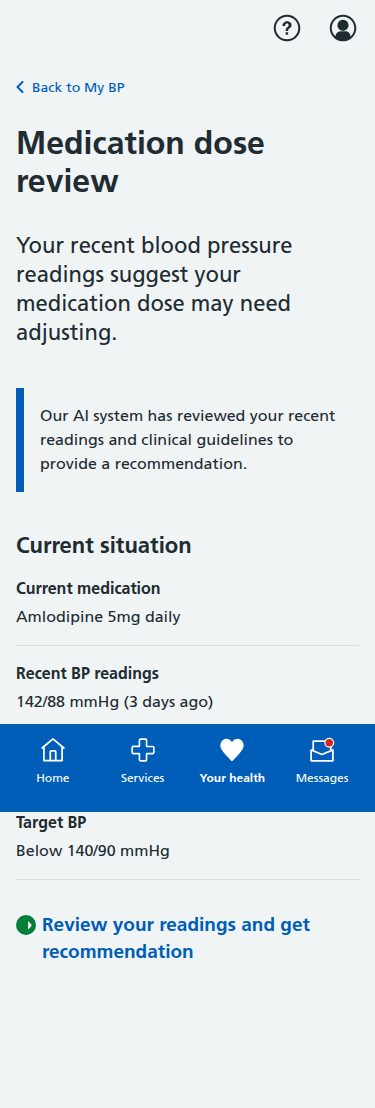 Back to My BP
Medication dose
review
Your recent blood pressure
readings suggest your
medication dose may need
adjusting.
Our AI system has reviewed your recent
readings and clinical guidelines to
provide a recommendation.
Current situation
Current medication
Amlodipine 5mg daily
Recent BP readings
142/88 mmHg (3 days ago)
Home
Services
Your health
Messages
Target BP
Below 140/90 mmHg
Review your readings and get
recommendation